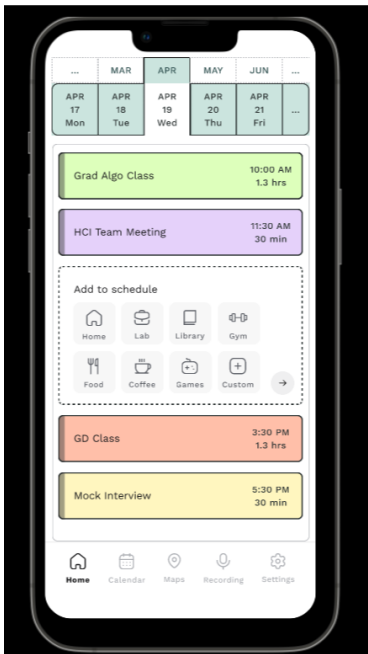 ... MAR APR MAY JUN ...
APR APR APR APR APR
17 18 19 20 21 ...
Mon Tue Wed Thu Fri
Grad Algo Class
10:00 AM
1.3 hrs
HCI Team Meeting
11:30 AM
30 min
Add to schedule
Home Lab Library Gym
Food Coffee Games Custom
GD Class
3:30 PM
1.3 hrs
Mock Interview
5:30 PM
30 min
Home Calendar Maps Recording Settings